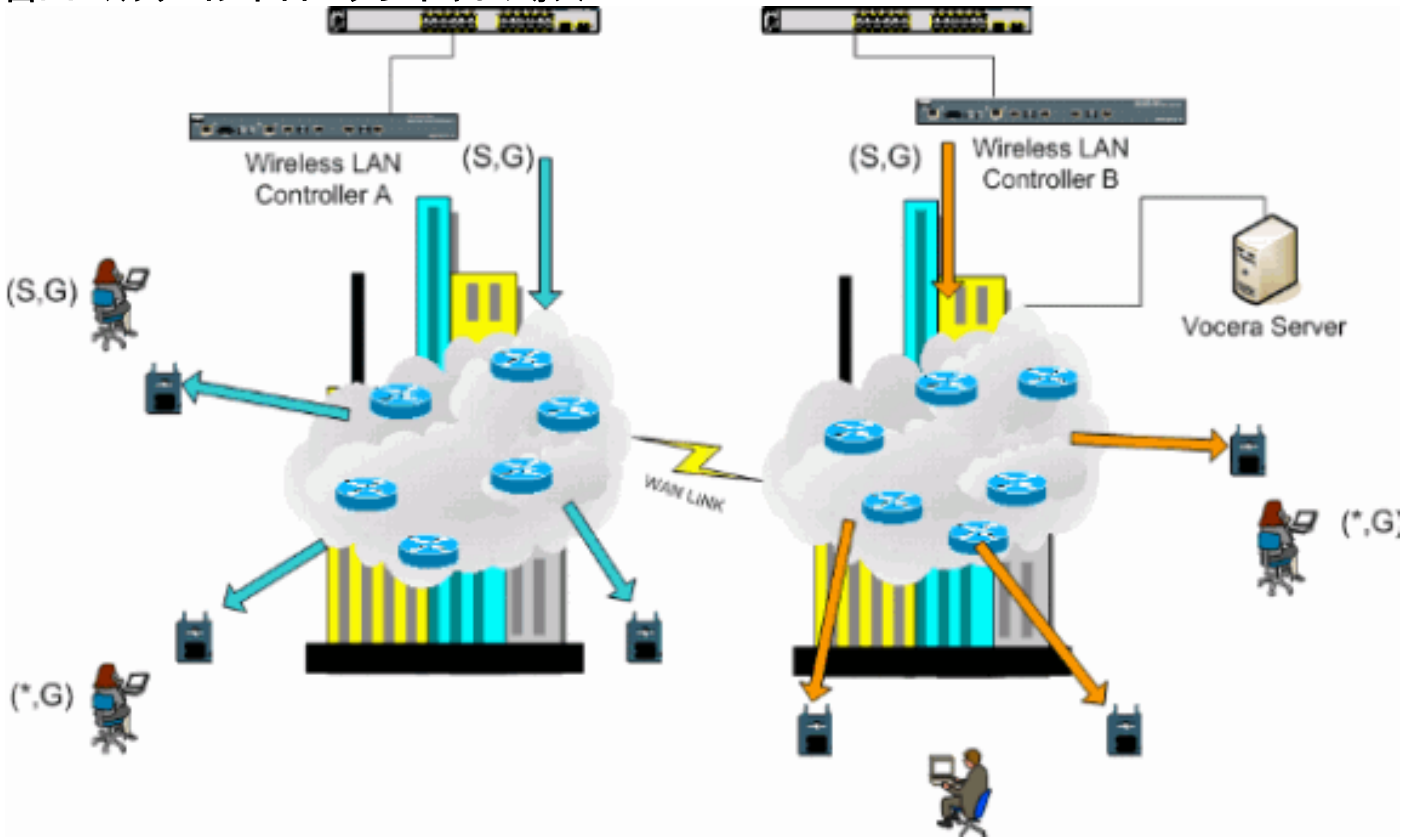 Wireless LAN
Controller A
(S,G)
(S,G)
Wireless LAN
Controller B
(S,G)
Vocera Server
WAN LINK
(*,G)
(*,G)